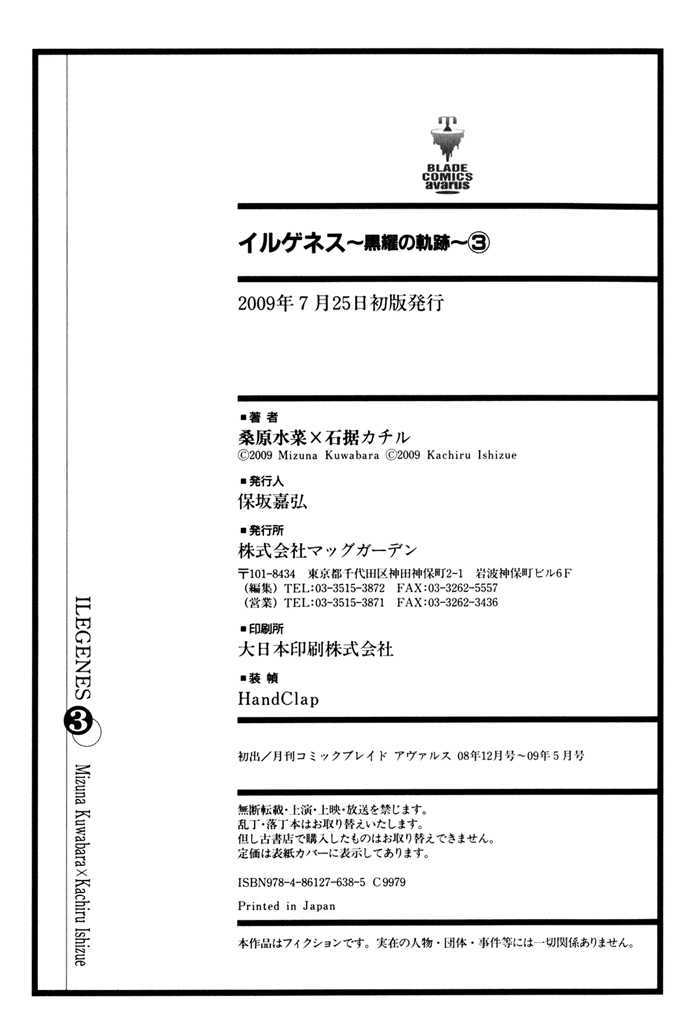 T
BLADE
COMICS
avarus
イルゲネス～黒耀の軌跡～③
2009年7月25日初版発行
■著 者
桑原水菜×石据カチル
Ⓒ2009 Mizuna Kuwabara Ⓒ2009 Kachiru Ishizue
■発行人
保坂嘉弘
■発行所
株式会社マッグガーデン
〒101-8434 東京都千代田区神田神保町2-1 岩波神保町ビル6F
(編集) TEL:03-3515-3872 FAX:03-3262-5557
(営業) TEL:03-3515-3871 FAX:03-3262-3436
■印刷所
大日本印刷株式会社
■装 幀
HandClap
初出／月刊コミックブレイド アヴァルス 08年12月号～09年5月号
無断転載・上演・上映・放送を禁じます。
乱丁・落丁本はお取り替えいたします。
但し古書店で購入したものはお取り替えできません。
定価は表紙カバーに表示してあります。
ISBN978-4-86127-638-5 C9979
Printed in Japan
本作品はフィクションです。実在の人物・団体・事件等には一切関係ありません。
ILEGENES 3 Mizuna Kuwabara×Kachiru Ishizue